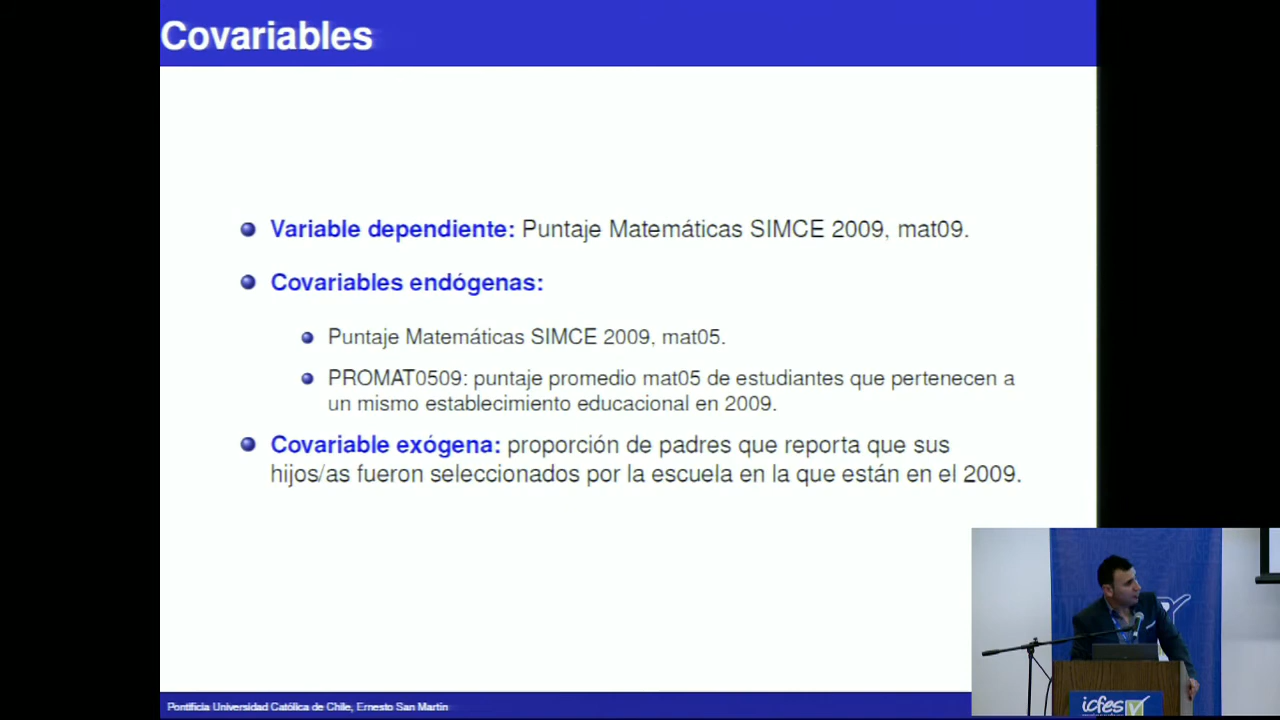 Covariables
Variable dependiente: Puntaje Matemáticas SIMCE 2009, mat09.
Covariables endógenas:
Puntaje Matemáticas SIMCE 2009, mat05.
PROMAT0509: puntaje promedio mat05 de estudiantes que pertenecen a
un mismo establecimiento educacional en 2009.
Covariable exógena: proporción de padres que reporta que sus
hijos/as fueron seleccionados por la escuela en la que están en el 2009.
Pontificia Universidad Católica de Chile, Ernesto San Martín
icfes